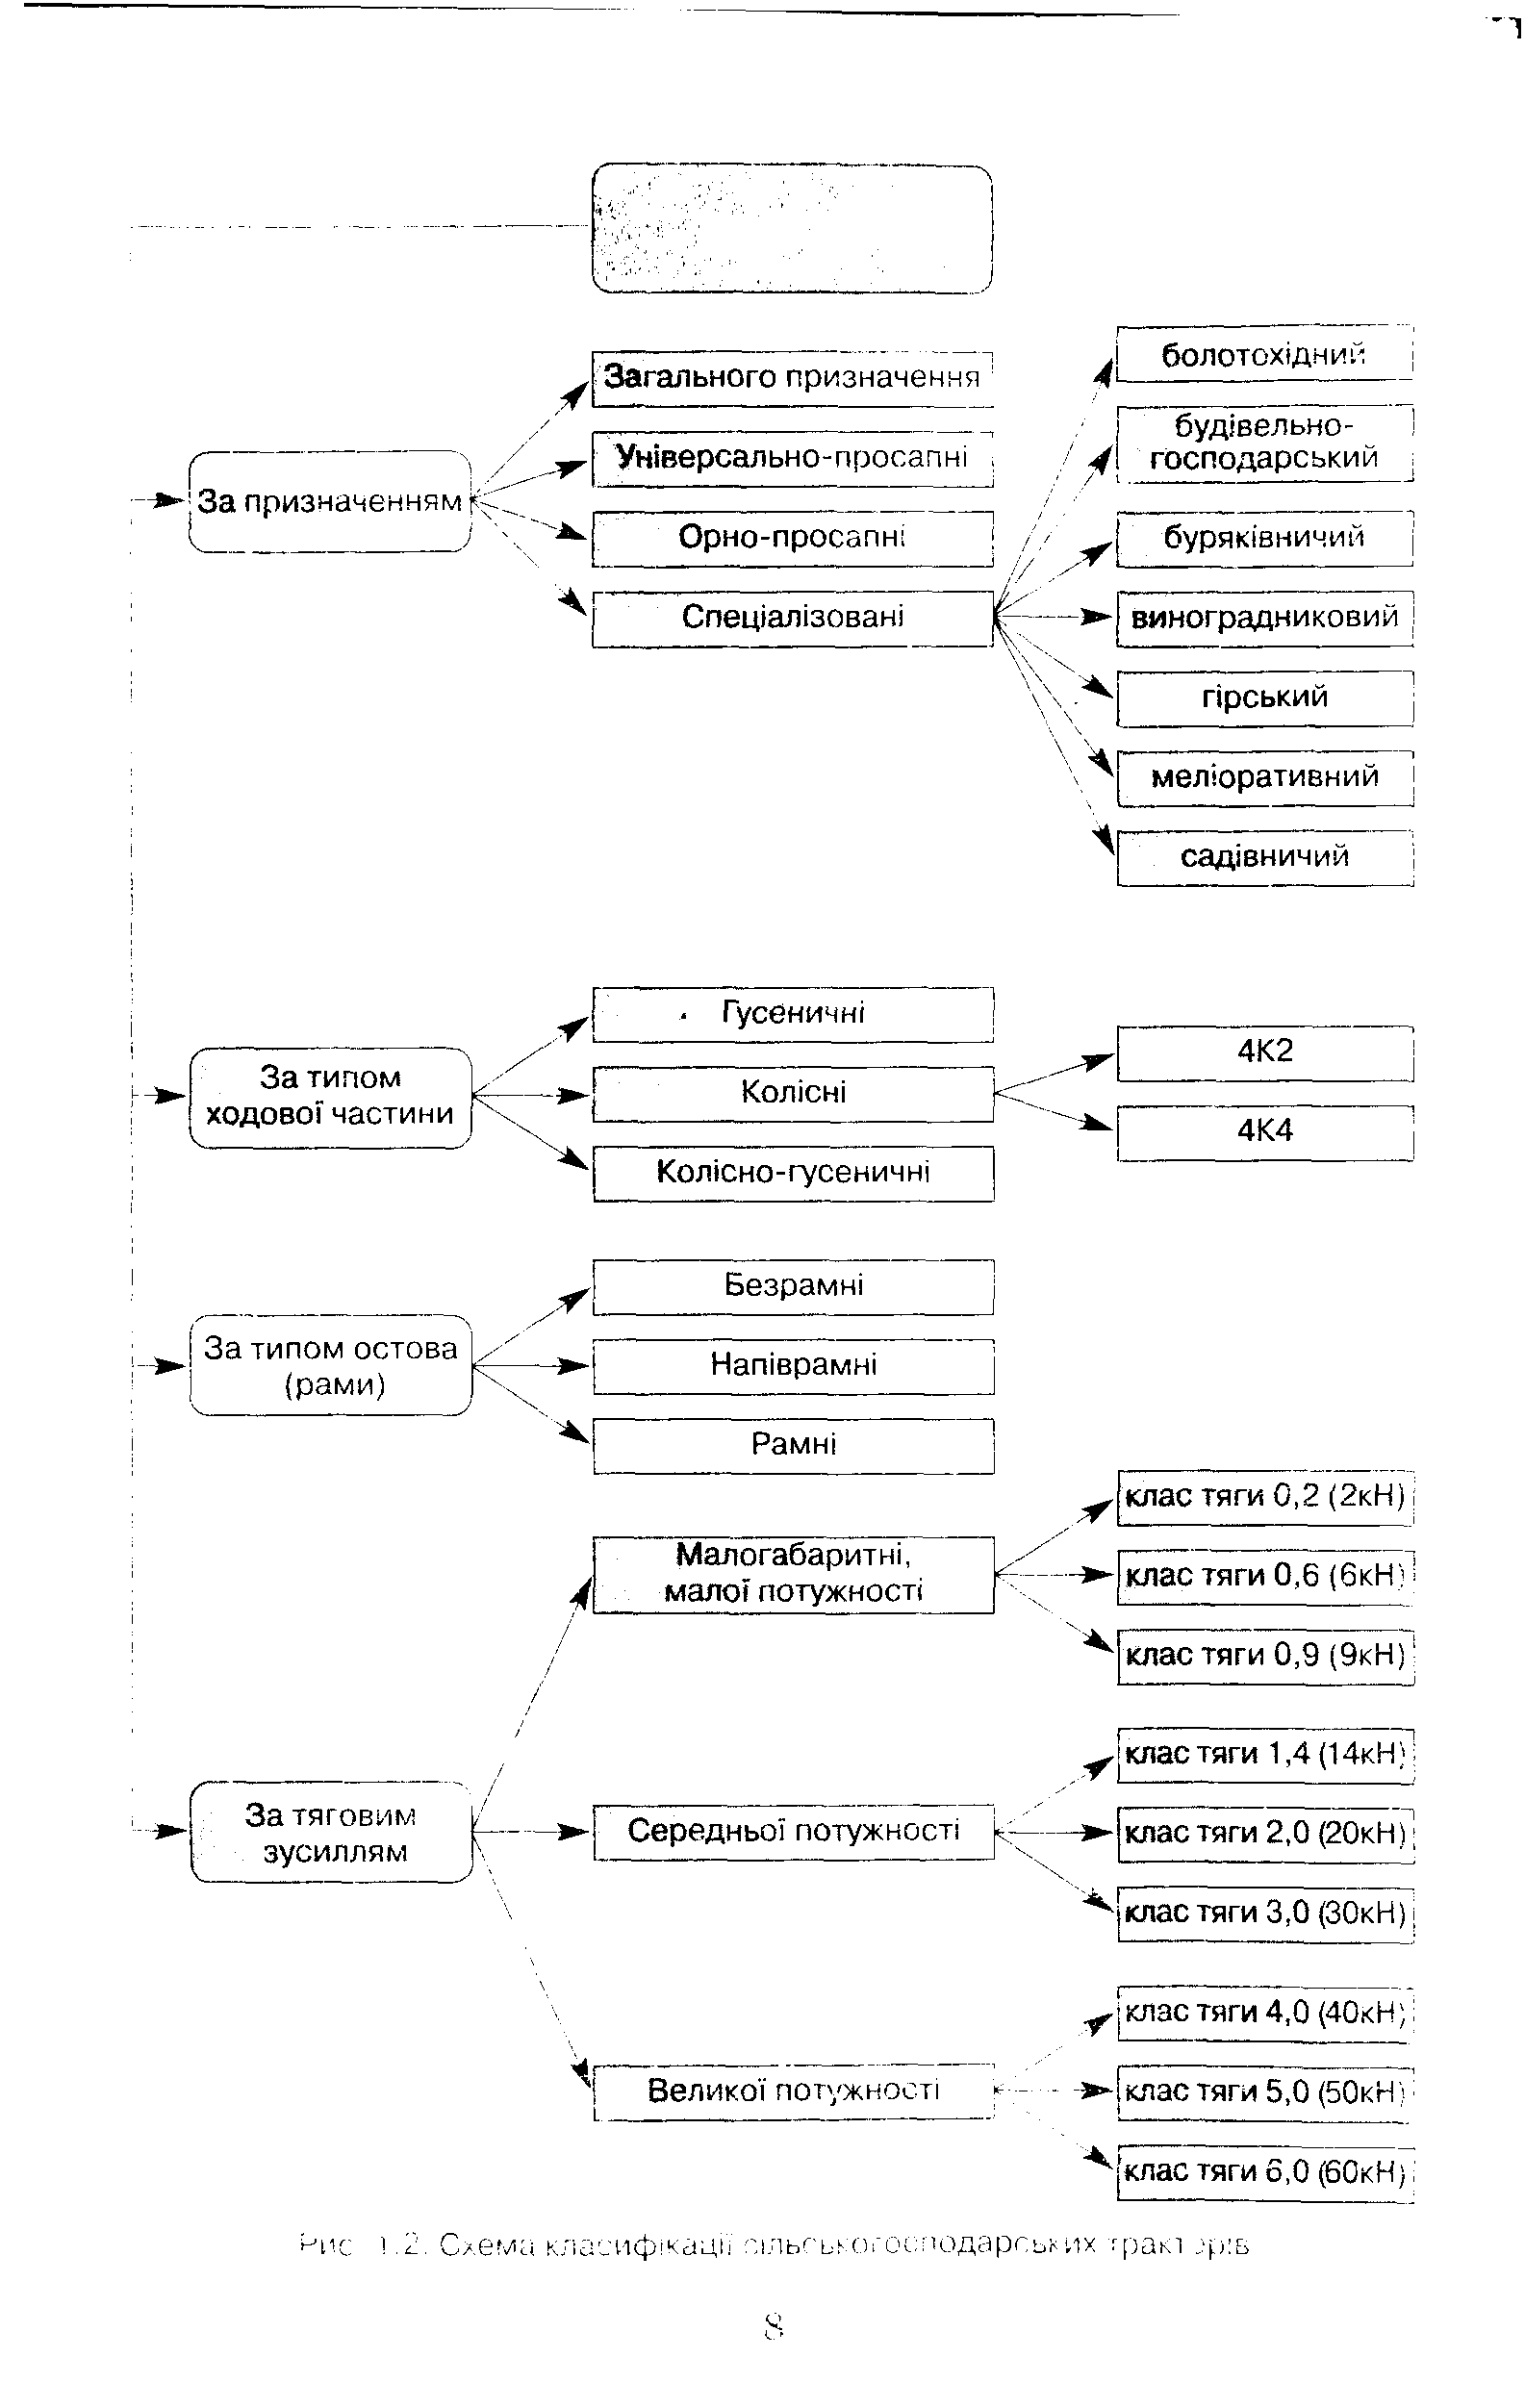 За призначенням
Загального призначення
Універсально-просапні
Орно-просапні
Спеціалізовані
болотохідний
будівельно-
господарський
буряківничий
виноградниковий
гірський
меліоративний
садівничий
За типом
ходової частини
Гусеничні
Колісні
Колісно-гусеничні
4К2
4К4
За типом остова
(рами)
Безрамні
Напіврамні
Рамні
За тяговим
зусиллям
Малогабаритні,
малої потужності
клас тяги 0,2 (2кН)
клас тяги 0,6 (6кН)
клас тяги 0,9 (9кН)
Середньої потужності
клас тяги 1,4 (14кН)
клас тяги 2,0 (20кН)
клас тяги 3,0 (30кН)
Великої потужності
клас тяги 4,0 (40кН)
клас тяги 5,0 (50кН)
клас тяги 6,0 (60кН)
Рис. 1.2. Схема класифікації сільськогосподарських тракторів
8